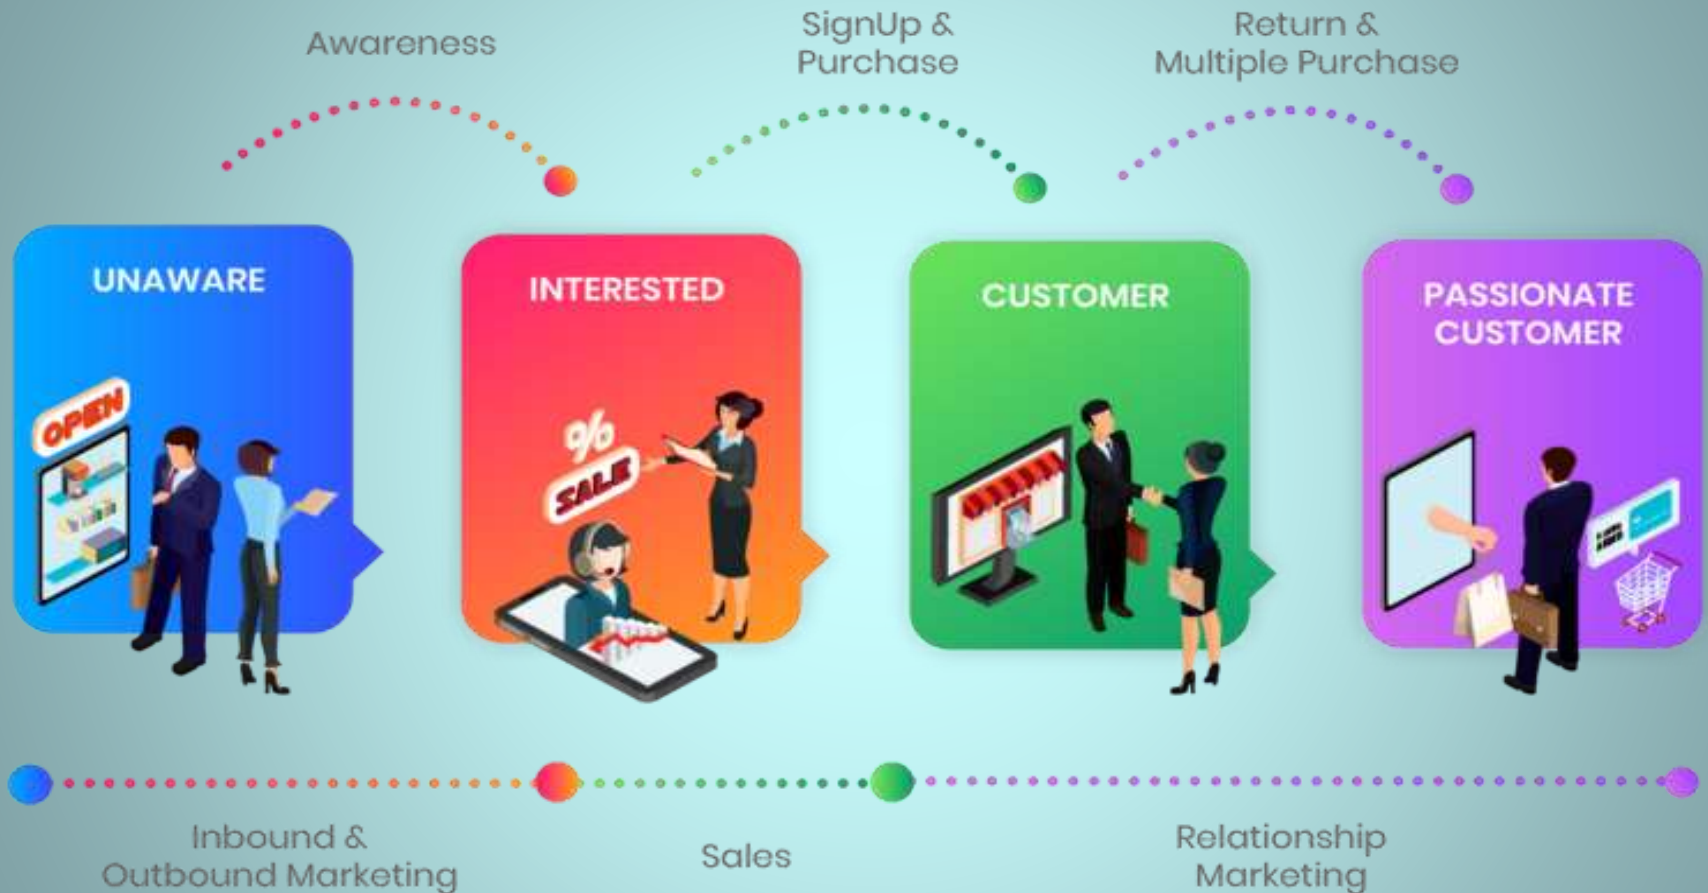 Awareness
SignUp &
Purchase
Return &
Multiple Purchase
UNAWARE
OPEN
INTERESTED
%
SALE
CUSTOMER
PASSIONATE
CUSTOMER
Inbound &
Outbound Marketing
Sales
Relationship
Marketing